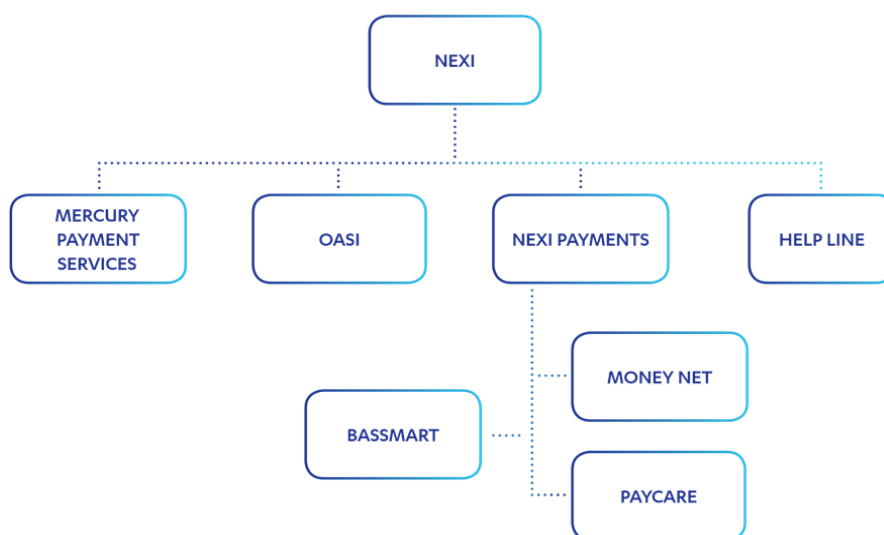 NEXI
MERCURY
PAYMENT
SERVICES
OASI
NEXI PAYMENTS
HELP LINE
MONEY NET
BASSMART
PAYCARE